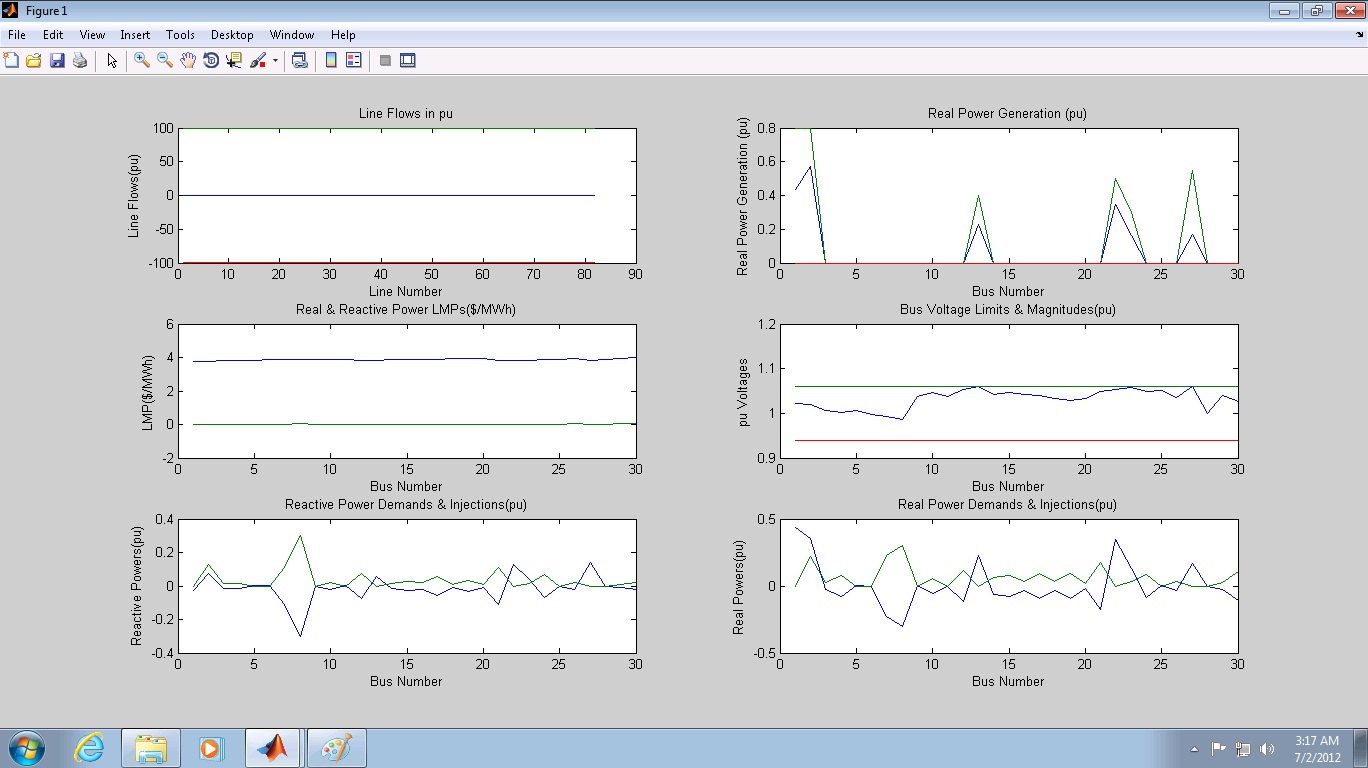 Figure 1
File Edit View Insert Tools Desktop Window Help
Line Flows in pu
Line Flows(pu)
100
50
0
-50
-100
0 10 20 30 40 50 60 70 80 90
Line Number
Real Power Generation (pu)
Real Power Generation (pu)
0.8
0.6
0.4
0.2
0
0 5 10 15 20 25 30
Bus Number
Real & Reactive Power LMPs($/MWh)
LMP($/MWh)
6
4
2
0
-2
0 5 10 15 20 25 30
Bus Number
Bus Voltage Limits & Magnitudes(pu)
pu Voltages
1.2
1.1
1
0.9
0 5 10 15 20 25 30
Bus Number
Reactive Power Demands & Injections(pu)
Reactive Powers(pu)
0.4
0.2
0
-0.2
-0.4
0 5 10 15 20 25 30
Bus Number
Real Power Demands & Injections(pu)
Real Powers(pu)
0.5
0
-0.5
0 5 10 15 20 25 30
Bus Number
3:17 AM
7/2/2012